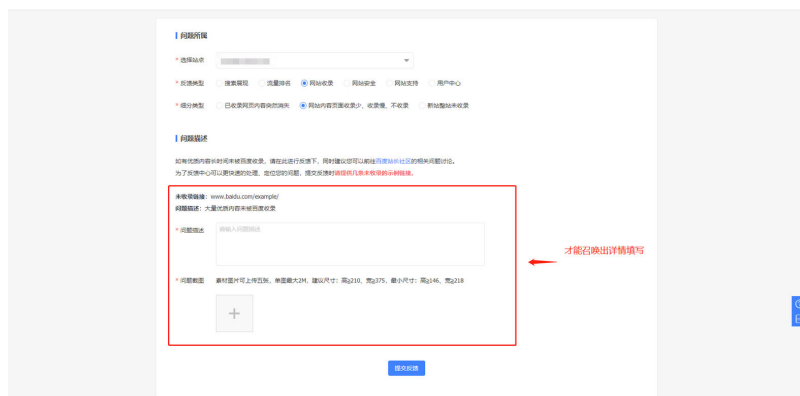 问题所属
* 选择站点
* 反馈类型 搜索展现 流量排名 网站收录 网站安全 网站支持 用户中心
* 细分类型 已收录网页内容突然消失 网站内容页面收录少、收录慢、不收录 新站整站未收录
问题描述
如有优质内容长时间未被百度收录，请在此进行反馈下，同时建议您可以前往百度站长社区的相关问题讨论。
为了反馈中心可以更快速的处理、定位您的问题，提交反馈时请提供几条未收录的示例链接。
未收录链接：www.baidu.com/example/
问题描述：大量优质内容未被百度收录
* 问题描述 请输入问题描述
才能召唤出详情填写
* 问题截图 素材图片可上传五张，单图最大2M，建议尺寸：高≥210，宽≥375，最小尺寸：高≥146，宽≥218
+
提交反馈